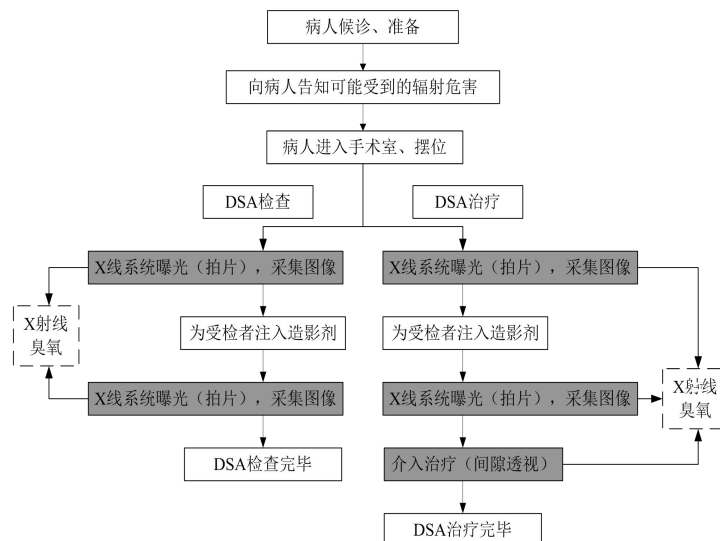 病人候诊、准备
向病人告知可能受到的辐射危害
病人进入手术室、摆位
DSA检查
DSA治疗
X线系统曝光（拍片），采集图像
X线系统曝光（拍片），采集图像
X射线
臭氧
为受检者注入造影剂
为受检者注入造影剂
X线系统曝光（拍片），采集图像
X线系统曝光（拍片），采集图像
X射线
臭氧
DSA检查完毕
介入治疗（间隙透视）
DSA治疗完毕